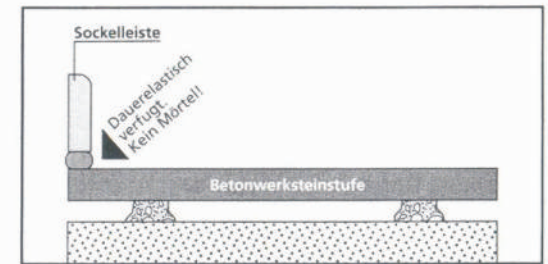 Sockelleiste
Dauerelastisch
verfugt.
Kein Mörtel!
Betonwerksteinstufe